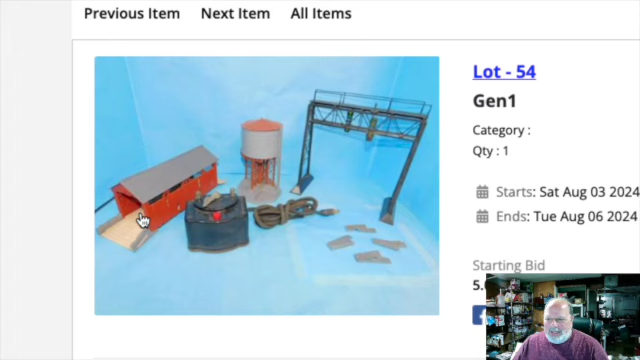 Previous Item Next Item All Items
Lot - 54
Gen1
Category :
Qty : 1
Starts: Sat Aug 03 2024
Ends: Tue Aug 06 2024
Starting Bid